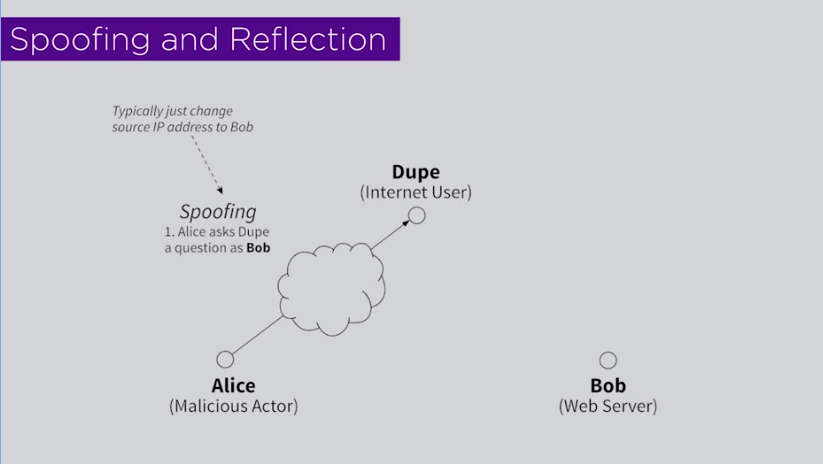 Spoofing and Reflection
Typically just change
source IP address to Bob
Dupe
(Internet User)
Spoofing
1. Alice asks Dupe
a question as Bob
Alice
(Malicious Actor)
Bob
(Web Server)